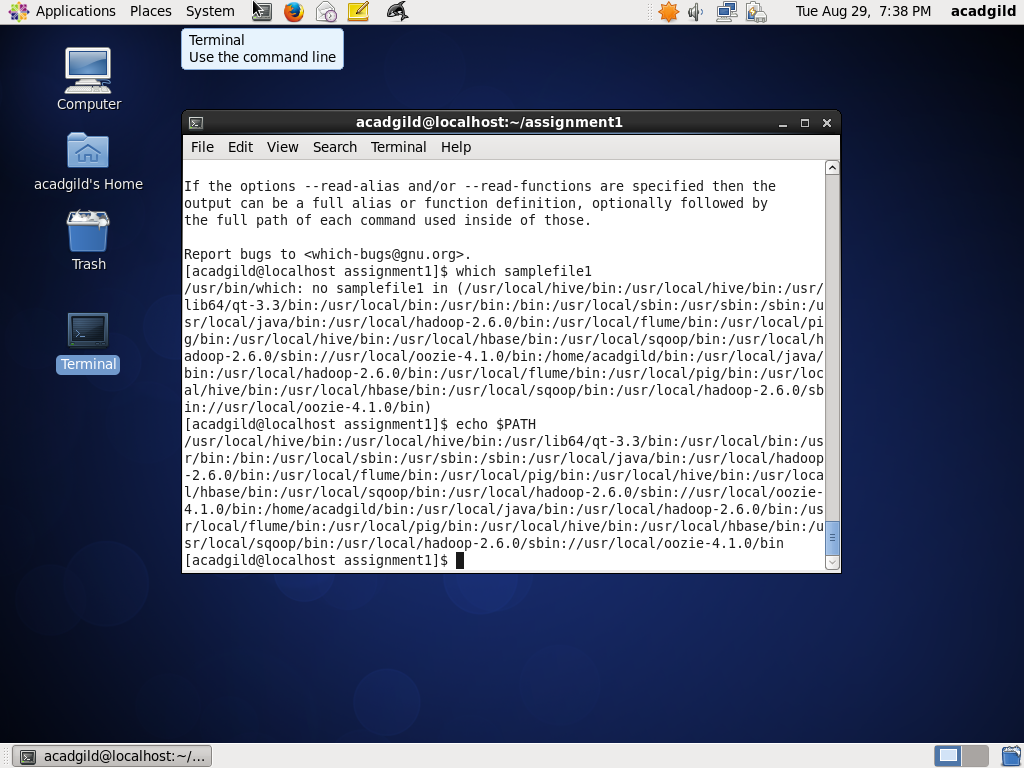 Applications Places System Tue Aug 29, 7:38 PM acadgild
Terminal
Use the command line
Computer
acadgild's Home
Trash
Terminal
acadgild@localhost:~/assignment1
File Edit View Search Terminal Help
If the options --read-alias and/or --read-functions are specified then the
output can be a full alias or function definition, optionally followed by
the full path of each command used inside of those.
Report bugs to <which-bugs@gnu.org>.
[acadgild@localhost assignment1]$ which samplefile1
/usr/bin/which: no samplefile1 in (/usr/local/hive/bin:/usr/local/hive/bin:/usr/
lib64/qt-3.3/bin:/usr/local/bin:/usr/bin:/bin:/usr/local/sbin:/usr/sbin:/sbin:/u
sr/local/java/bin:/usr/local/hadoop-2.6.0/bin:/usr/local/flume/bin:/usr/local/pi
g/bin:/usr/local/hive/bin:/usr/local/hbase/bin:/usr/local/sqoop/bin:/usr/local/h
adoop-2.6.0/sbin://usr/local/oozie-4.1.0/bin:/home/acadgild/bin:/usr/local/java/
bin:/usr/local/hadoop-2.6.0/bin:/usr/local/flume/bin:/usr/local/pig/bin:/usr/loc
al/hive/bin:/usr/local/hbase/bin:/usr/local/sqoop/bin:/usr/local/hadoop-2.6.0/sb
in://usr/local/oozie-4.1.0/bin)
[acadgild@localhost assignment1]$ echo $PATH
/usr/local/hive/bin:/usr/local/hive/bin:/usr/lib64/qt-3.3/bin:/usr/local/bin:/us
r/bin:/bin:/usr/local/sbin:/usr/sbin:/sbin:/usr/local/java/bin:/usr/local/hadoop
-2.6.0/bin:/usr/local/flume/bin:/usr/local/pig/bin:/usr/local/hive/bin:/usr/loca
l/hbase/bin:/usr/local/sqoop/bin:/usr/local/hadoop-2.6.0/sbin://usr/local/oozie-
4.1.0/bin:/home/acadgild/bin:/usr/local/java/bin:/usr/local/hadoop-2.6.0/bin:/us
r/local/flume/bin:/usr/local/pig/bin:/usr/local/hive/bin:/usr/local/hbase/bin:/u
sr/local/sqoop/bin:/usr/local/hadoop-2.6.0/sbin://usr/local/oozie-4.1.0/bin
[acadgild@localhost assignment1]$
acadgild@localhost:~/...